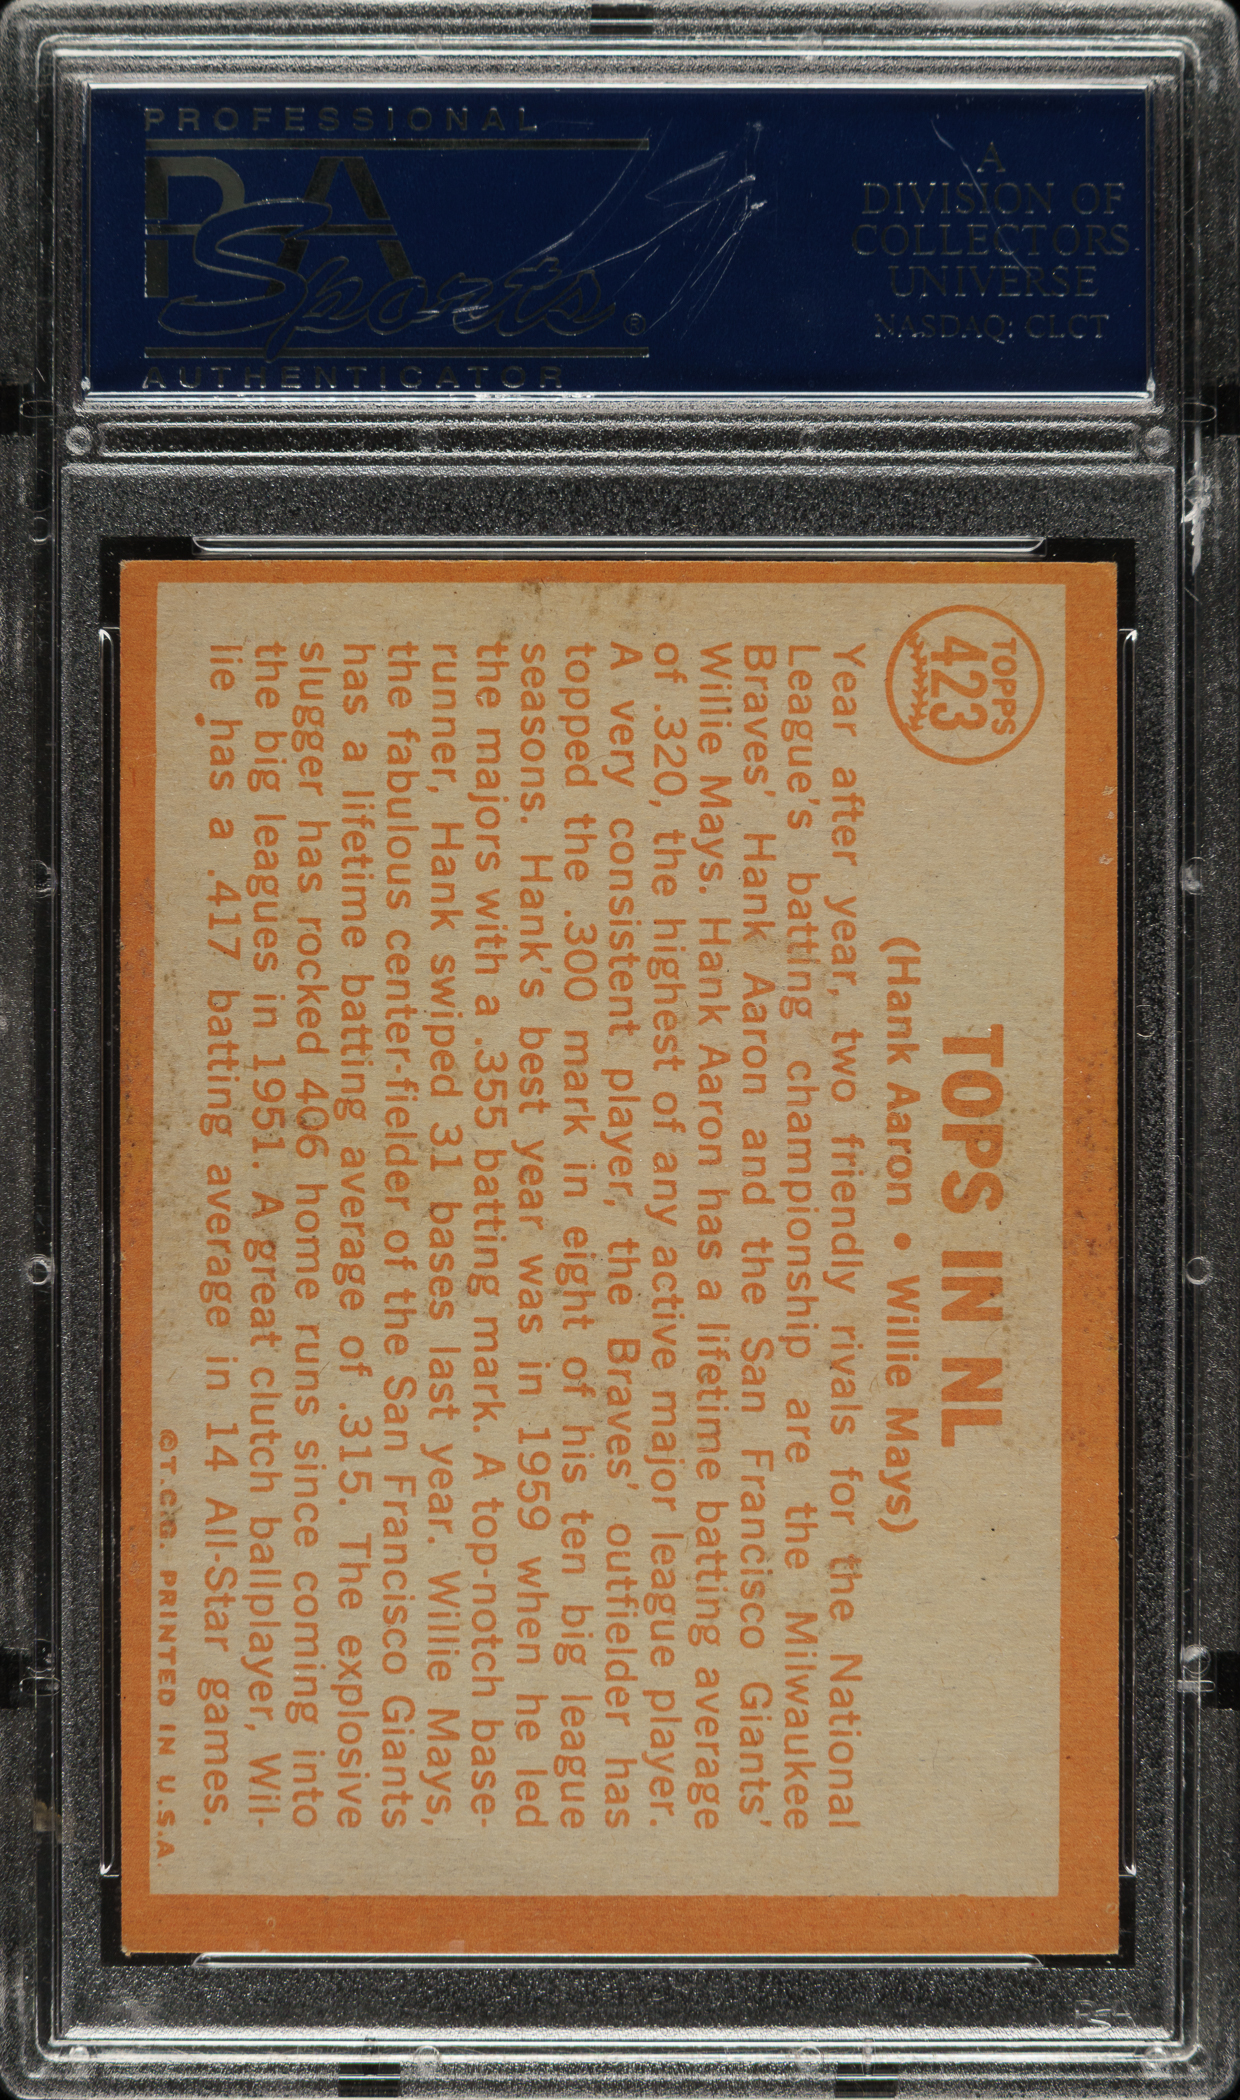 PROFESSIONAL
PSA
Sports®
AUTHENTICATOR
A
DIVISION OF
COLLECTORS
UNIVERSE
NASDAQ: CLCT
TOPPS
423
TOPS IN NL
(Hank Aaron • Willie Mays)
Year after year, two friendly rivals for the National
League's batting championship are the Milwaukee
Braves' Hank Aaron and the San Francisco Giants'
Willie Mays. Hank Aaron has a lifetime batting average
of .320, the highest of any active major league player.
A very consistent player, the Braves' outfielder has
topped the .300 mark in eight of his ten big league
seasons. Hank's best year was in 1959 when he led
the majors with a .355 batting mark. A top-notch base-
runner, Hank swiped 31 bases last year. Willie Mays,
the fabulous center-fielder of the San Francisco Giants
has a lifetime batting average of .315. The explosive
slugger has rocked 406 home runs since coming into
the big leagues in 1951. A great clutch ballplayer, Wil-
lie has a .417 batting average in 14 All-Star games.
©T.C.G. PRINTED IN U.S.A.
PSA